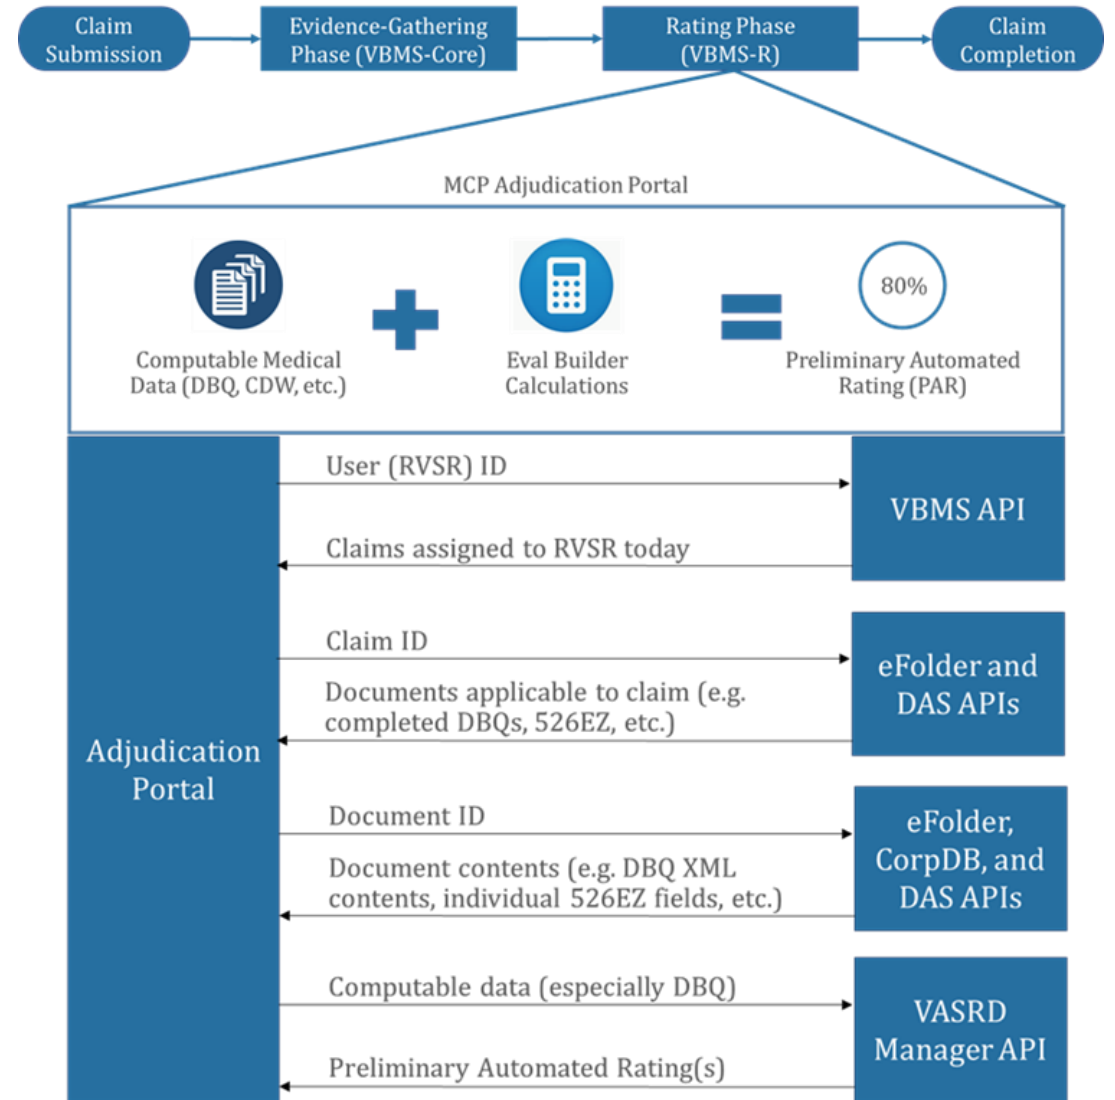 Claim
Submission
Evidence-Gathering
Phase (VBMS-Core)
Rating Phase
(VBMS-R)
Claim
Completion
MCP Adjudication Portal
80%
Computable Medical
Data (DBQ, CDW, etc.)
Eval Builder
Calculations
Preliminary Automated
Rating (PAR)
Adjudication
Portal
User (RVSR) ID
Claims assigned to RVSR today
VBMS API
Claim ID
Documents applicable to claim (e.g.
completed DBQs, 526EZ, etc.)
eFolder and
DAS APIs
Document ID
Document contents (e.g. DBQ XML
contents, individual 526EZ fields, etc.)
eFolder,
CorpDB, and
DAS APIs
Computable data (especially DBQ)
Preliminary Automated Rating(s)
VASRD
Manager API